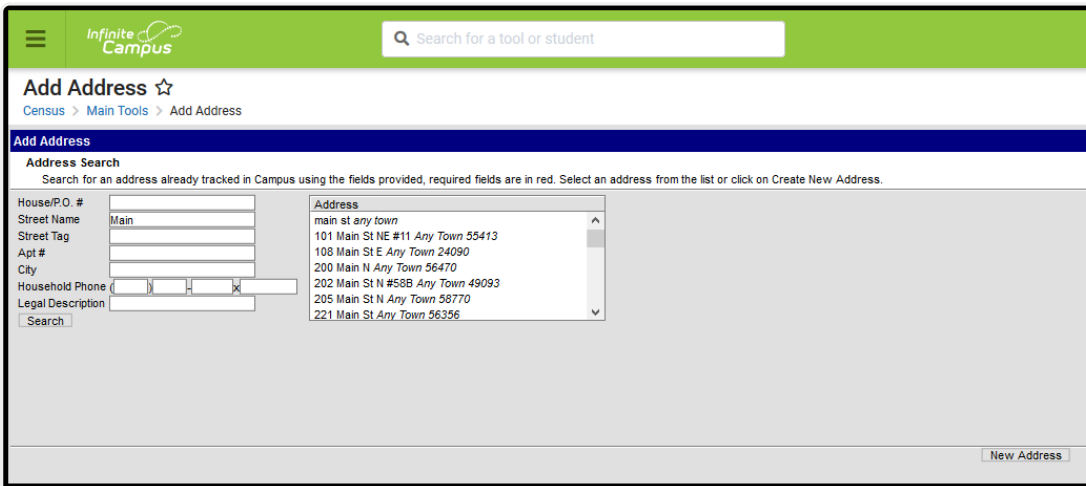 Infinite
Campus
Search for a tool or student
Add Address
Census > Main Tools > Add Address
Add Address
Address Search
Search for an address already tracked in Campus using the fields provided, required fields are in red. Select an address from the list or click on Create New Address.
House/P.O. #
Street Name Main
Street Tag
Apt #
City
Household Phone ( ) - x
Legal Description
Search
Address
main st any town
101 Main St NE #11 Any Town 55413
108 Main St E Any Town 24090
200 Main N Any Town 56470
202 Main St N #58B Any Town 49093
205 Main St N Any Town 58770
221 Main St Any Town 56356
New Address